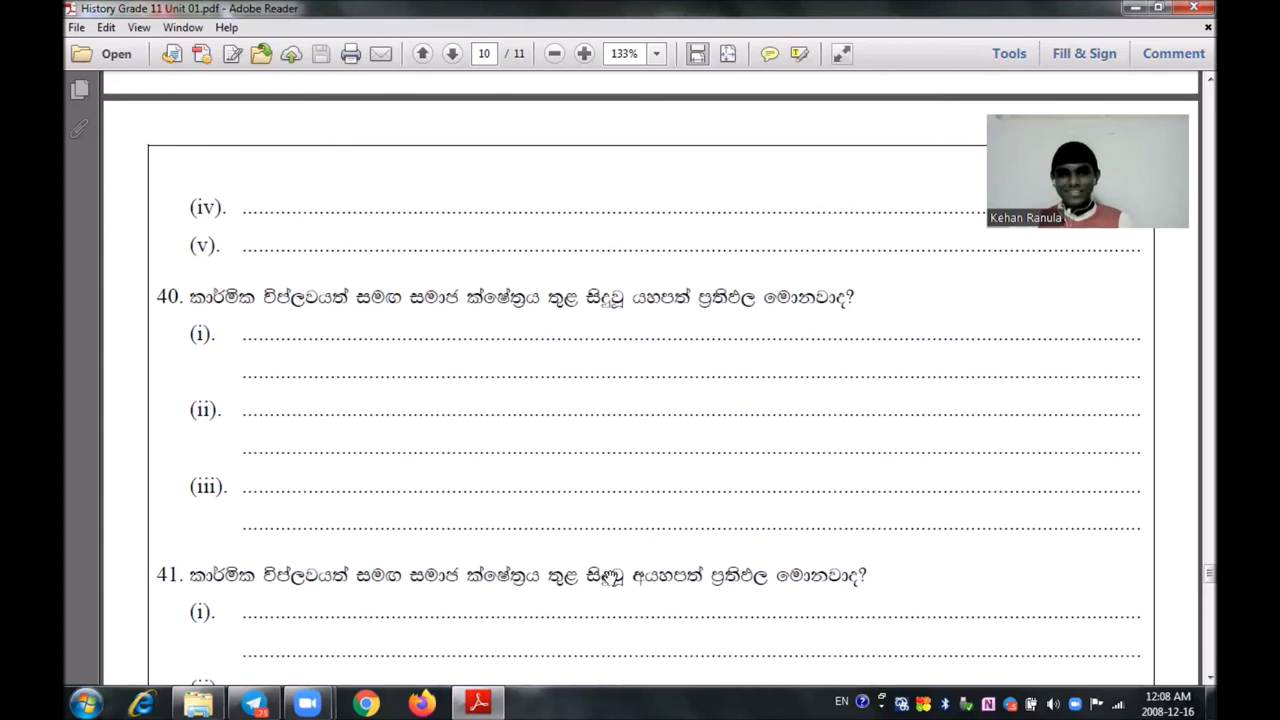 History Grade 11 Unit 01.pdf - Adobe Reader
File Edit View Window Help
Open 10 / 11 133% Tools Fill & Sign Comment
Kehan Ranula
(iv). ................................................................
(v). ................................................................
40. කාර්මික විප්ලවයත් සමඟ සමාජ ක්ෂේත්‍රය තුළ සිදුවූ යහපත් ප්‍රතිඵල මොනවාද?
(i). ................................................................
................................................................
(ii). ................................................................
................................................................
(iii). ................................................................
................................................................
41. කාර්මික විප්ලවයත් සමඟ සමාජ ක්ෂේත්‍රය තුළ සිදුවූ අයහපත් ප්‍රතිඵල මොනවාද?
(i). ................................................................
................................................................
EN 12:08 AM
2008-12-16